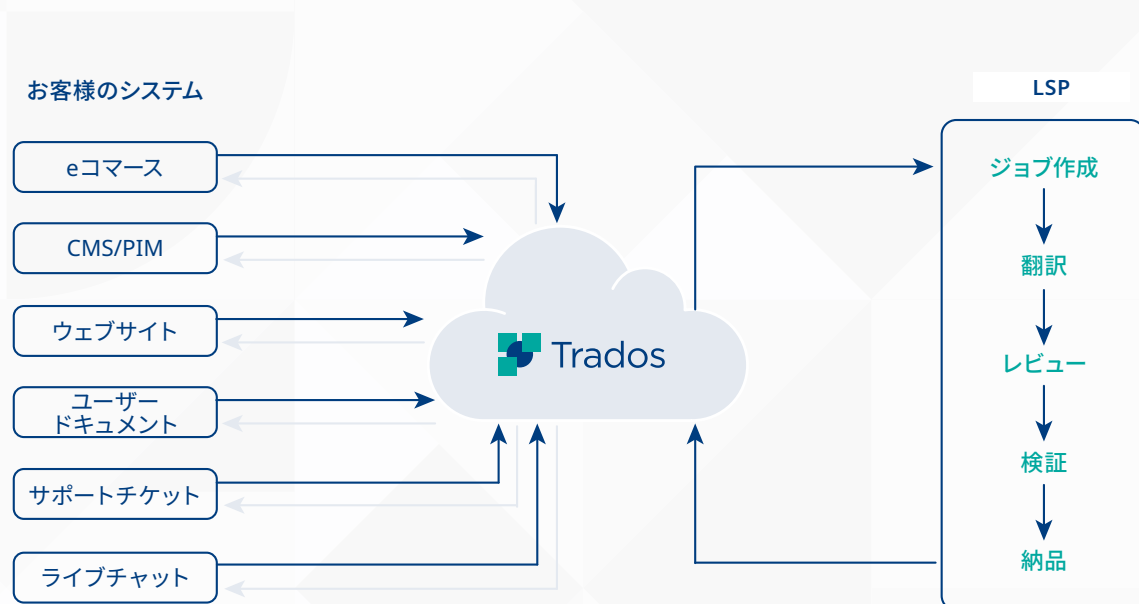 お客様のシステム
eコマース
CMS/PIM
ウェブサイト
ユーザー
ドキュメント
サポートチケット
ライブチャット
Trados
LSP
ジョブ作成
翻訳
レビュー
検証
納品